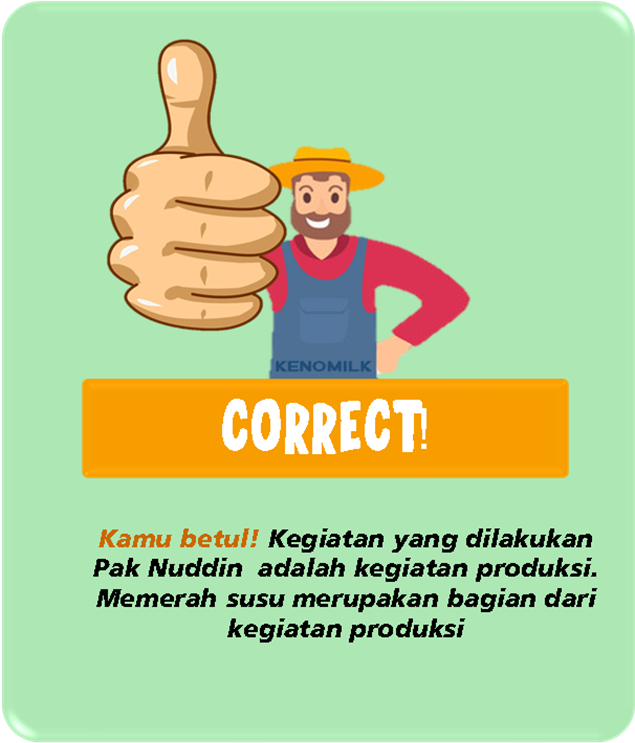 KENOMILK
CORRECT!
Kamu betul! Kegiatan yang dilakukan
Pak Nuddin adalah kegiatan produksi.
Memerah susu merupakan bagian dari
kegiatan produksi